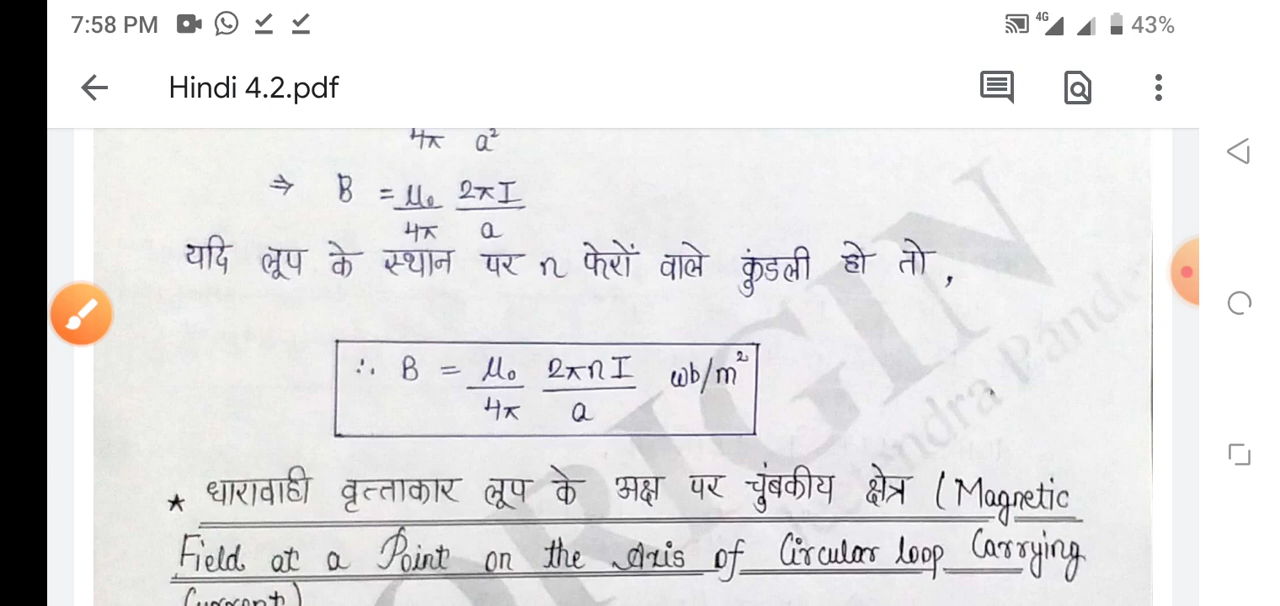 7:58 PM 4G 43%
Hindi 4.2.pdf
4π a²
⇒ B = μ₀/4π 2πI/a
यदि लूप के स्थान पर n फेरों वाले कुंडली हो तो,
∴ B = μ₀/4π 2πnI/a wb/m²
★ धारावाही वृत्ताकार लूप के अक्ष पर चुंबकीय क्षेत्र (Magnetic
Field at a Point on the Axis of Circular loop Carrying
Current)
ORIGIN